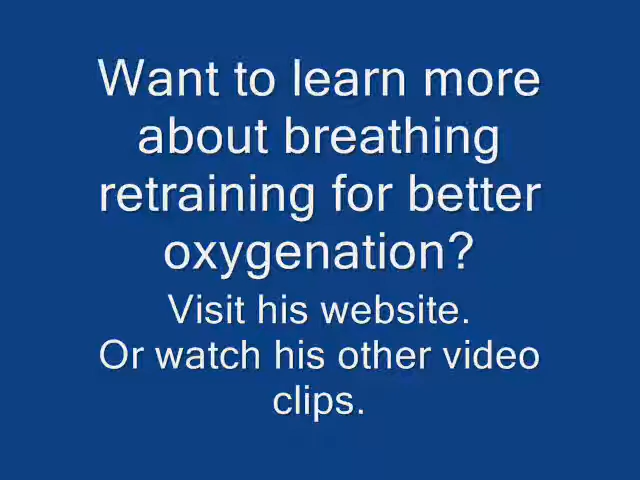 Want to learn more
about breathing
retraining for better
oxygenation?
Visit his website.
Or watch his other video
clips.